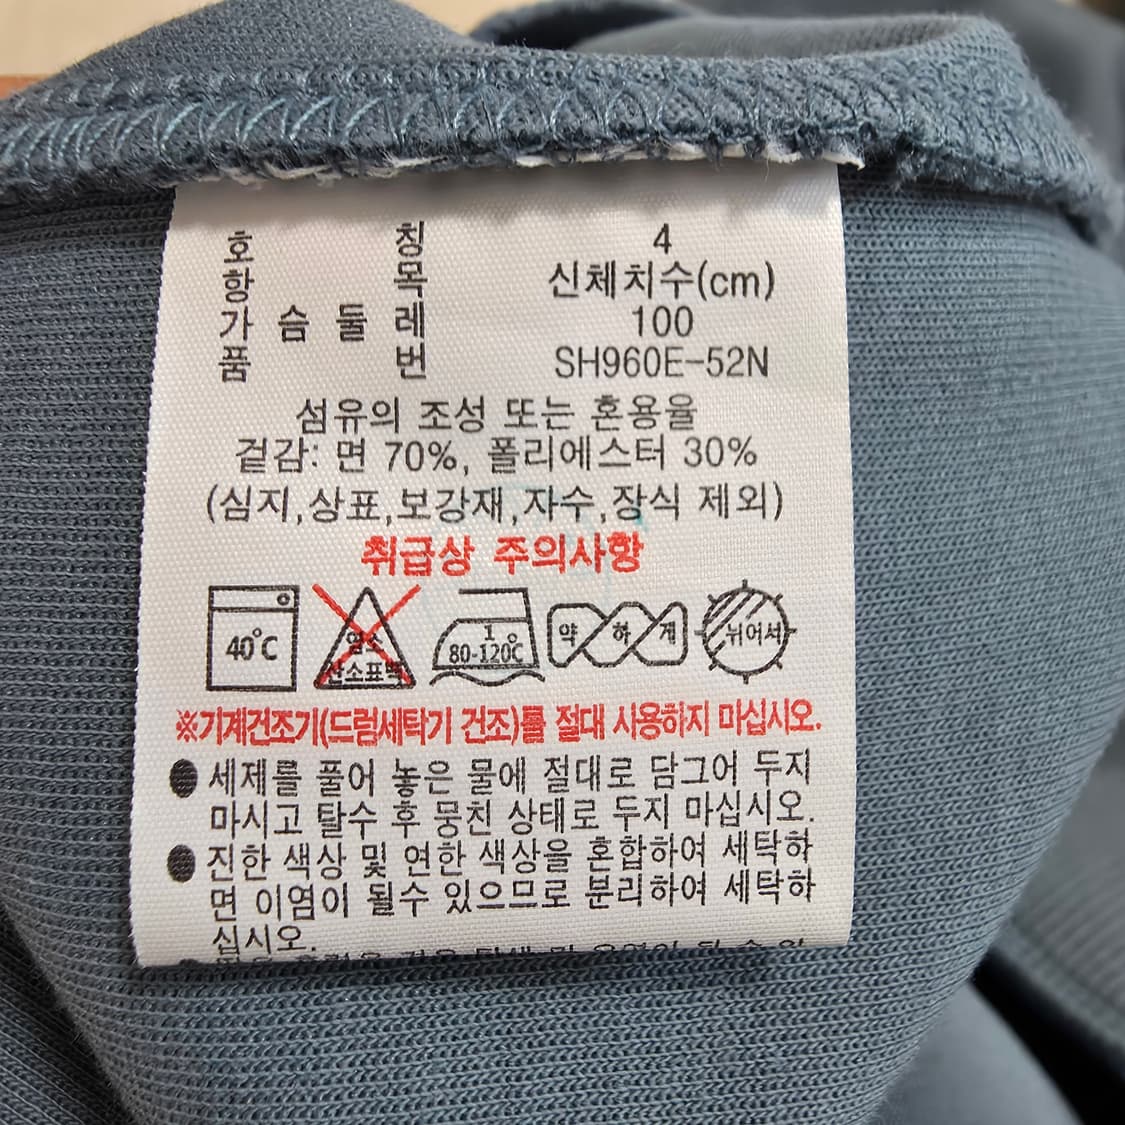 호 칭 4
항 목 신체치수(cm)
가 슴 둘 레 100
품 번 SH960E-52N
섬유의 조성 또는 혼용율
겉감: 면 70%, 폴리에스터 30%
(심지,상표,보강재,자수,장식 제외)
취급상 주의사항
40℃ 염소 산소표백 1 80-120℃ 약 하 게 뉘어서
※기계건조기(드럼세탁기 건조)를 절대 사용하지 마십시오.
● 세제를 풀어 놓은 물에 절대로 담그어 두지
마시고 탈수 후 뭉친 상태로 두지 마십시오.
● 진한 색상 및 연한 색상을 혼합하여 세탁하
면 이염이 될수 있으므로 분리하여 세탁하
십시오.